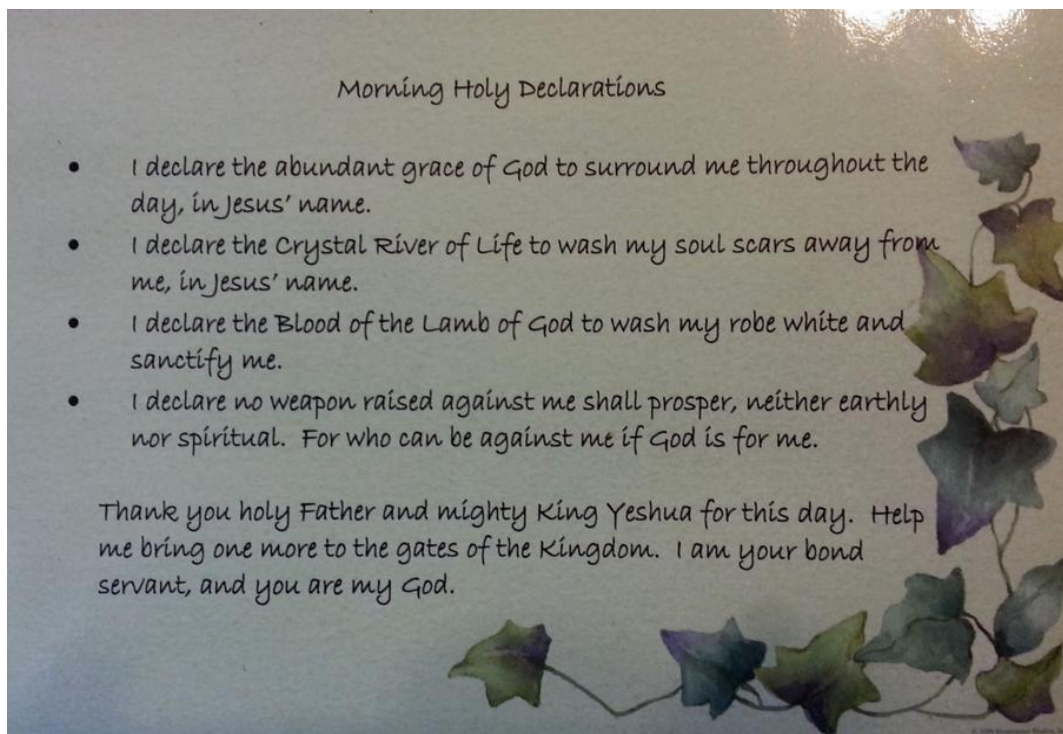 Morning Holy Declarations
• I declare the abundant grace of God to surround me throughout the
day, in Jesus' name.
• I declare the Crystal River of Life to wash my soul scars away from
me, in Jesus' name.
• I declare the Blood of the Lamb of God to wash my robe white and
sanctify me.
• I declare no weapon raised against me shall prosper, neither earthly
nor spiritual.  For who can be against me if God is for me.
Thank you holy Father and mighty King Yeshua for this day.  Help
me bring one more to the gates of the Kingdom.  I am your bond
servant, and you are my God.